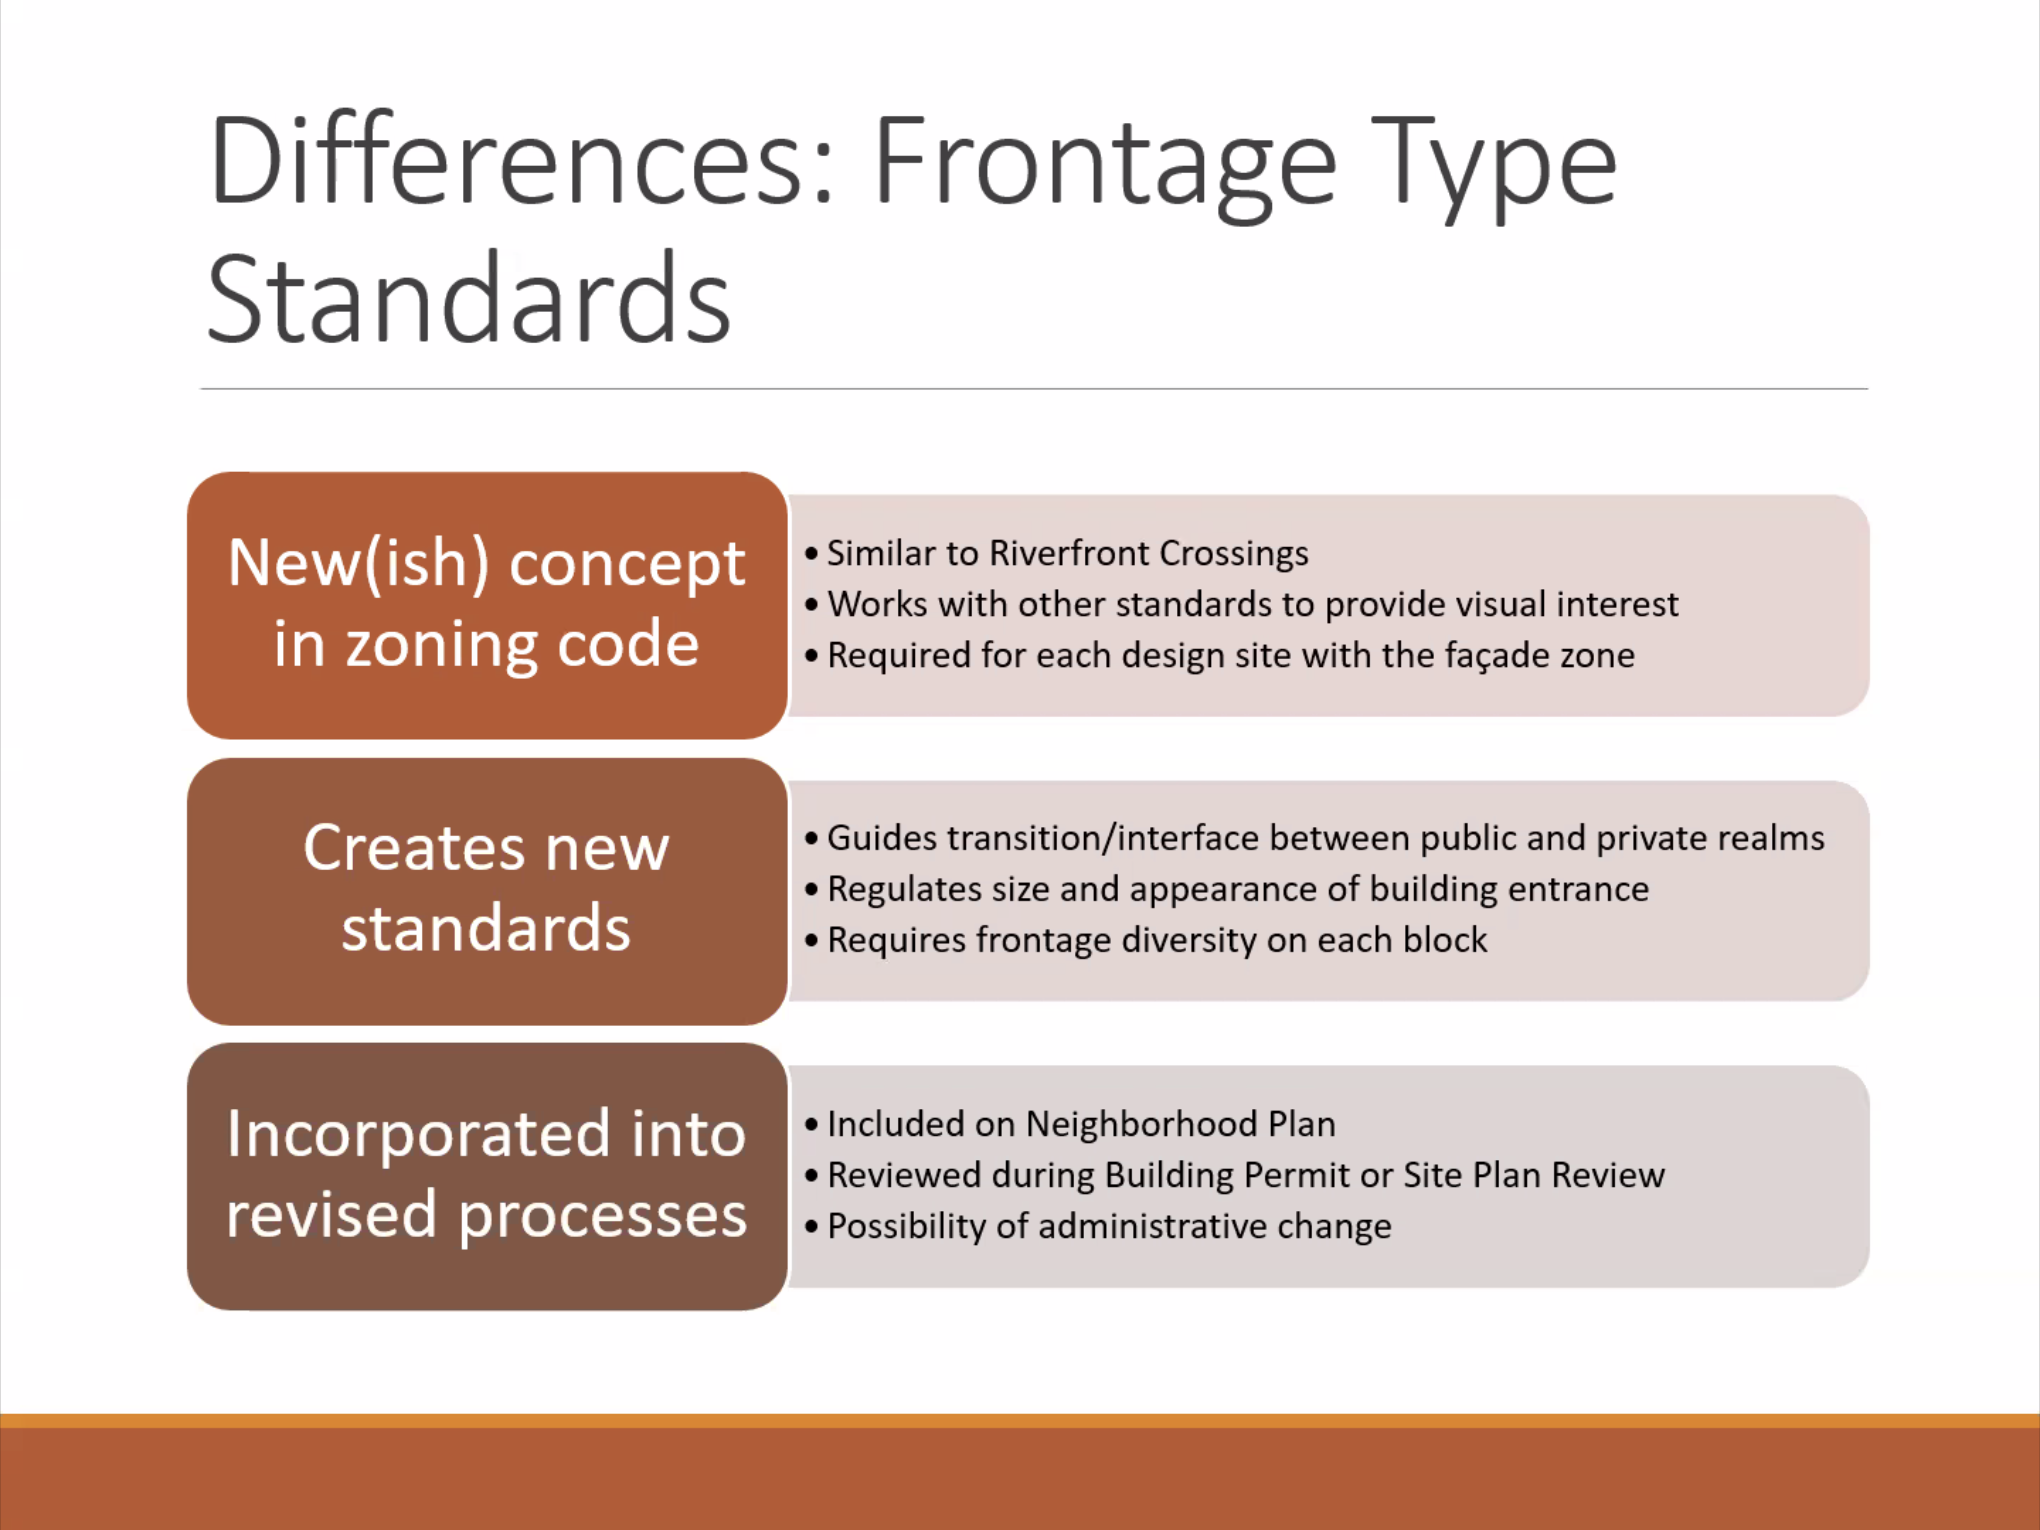 Differences: Frontage Type
Standards
New(ish) concept
in zoning code
• Similar to Riverfront Crossings
• Works with other standards to provide visual interest
• Required for each design site with the façade zone
Creates new
standards
• Guides transition/interface between public and private realms
• Regulates size and appearance of building entrance
• Requires frontage diversity on each block
Incorporated into
revised processes
• Included on Neighborhood Plan
• Reviewed during Building Permit or Site Plan Review
• Possibility of administrative change